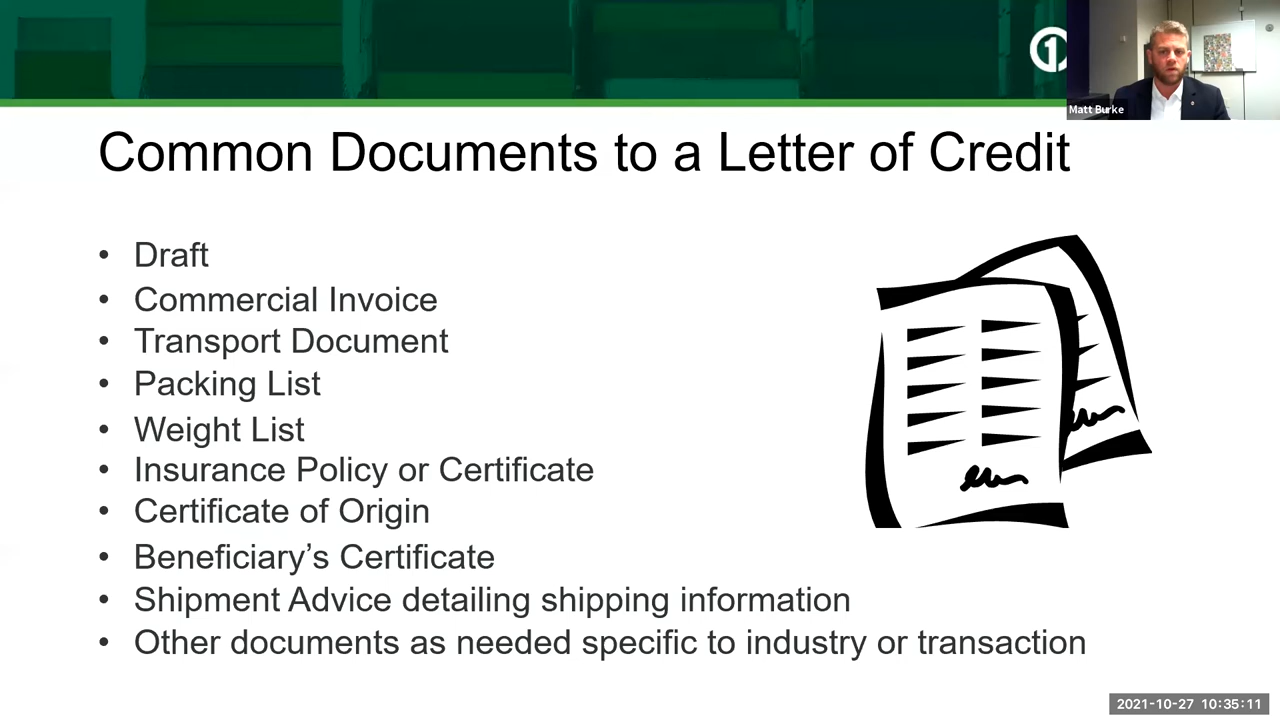 1
Matt Burke
Common Documents to a Letter of Credit
• Draft
• Commercial Invoice
• Transport Document
• Packing List
• Weight List
• Insurance Policy or Certificate
• Certificate of Origin
• Beneficiary’s Certificate
• Shipment Advice detailing shipping information
• Other documents as needed specific to industry or transaction
2021-10-27 10:35:11